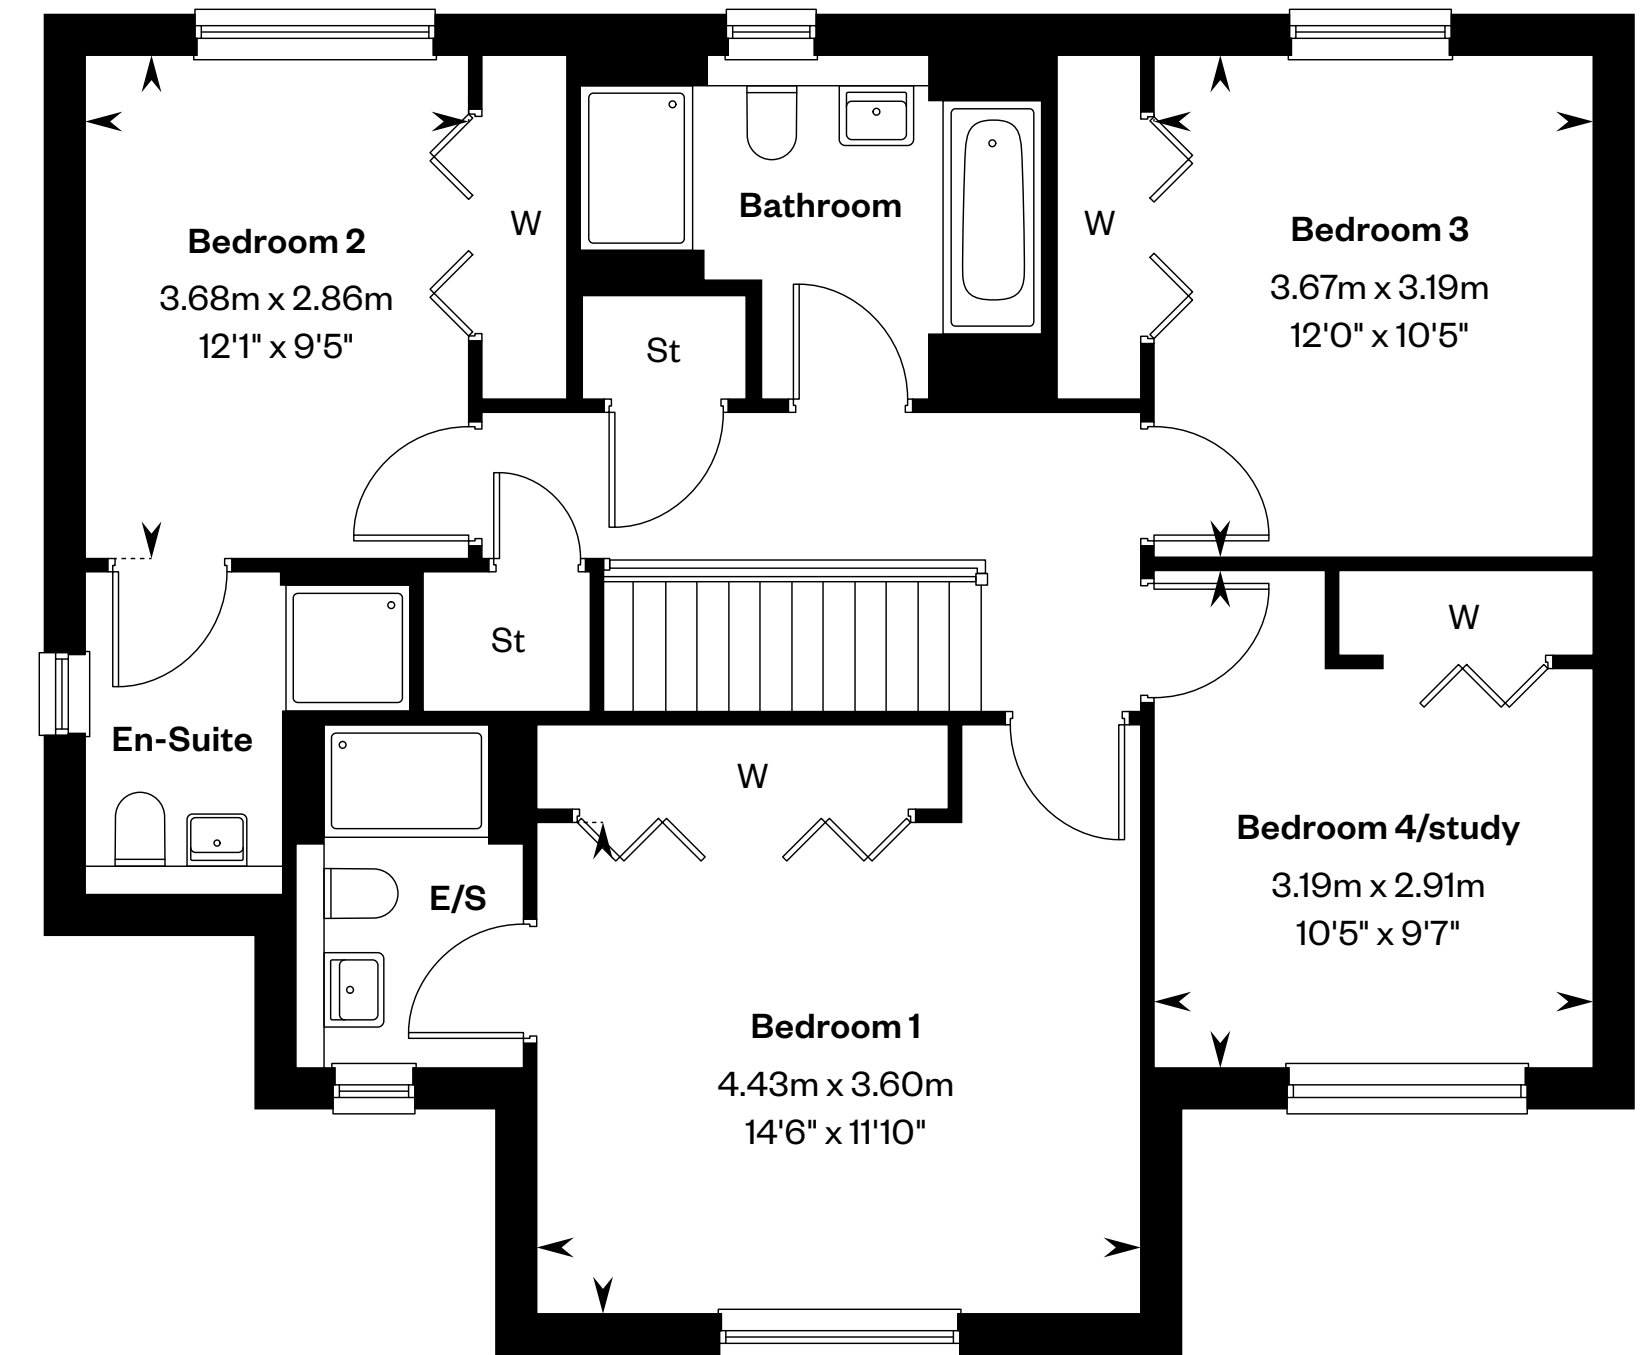 Bedroom 2
3.68m x 2.86m
12'1" x 9'5"
W
Bathroom
W
Bedroom 3
3.67m x 3.19m
12'0" x 10'5"
St
St
W
En-Suite
W
E/S
Bedroom 4/study
3.19m x 2.91m
10'5" x 9'7"
Bedroom 1
4.43m x 3.60m
14'6" x 11'10"